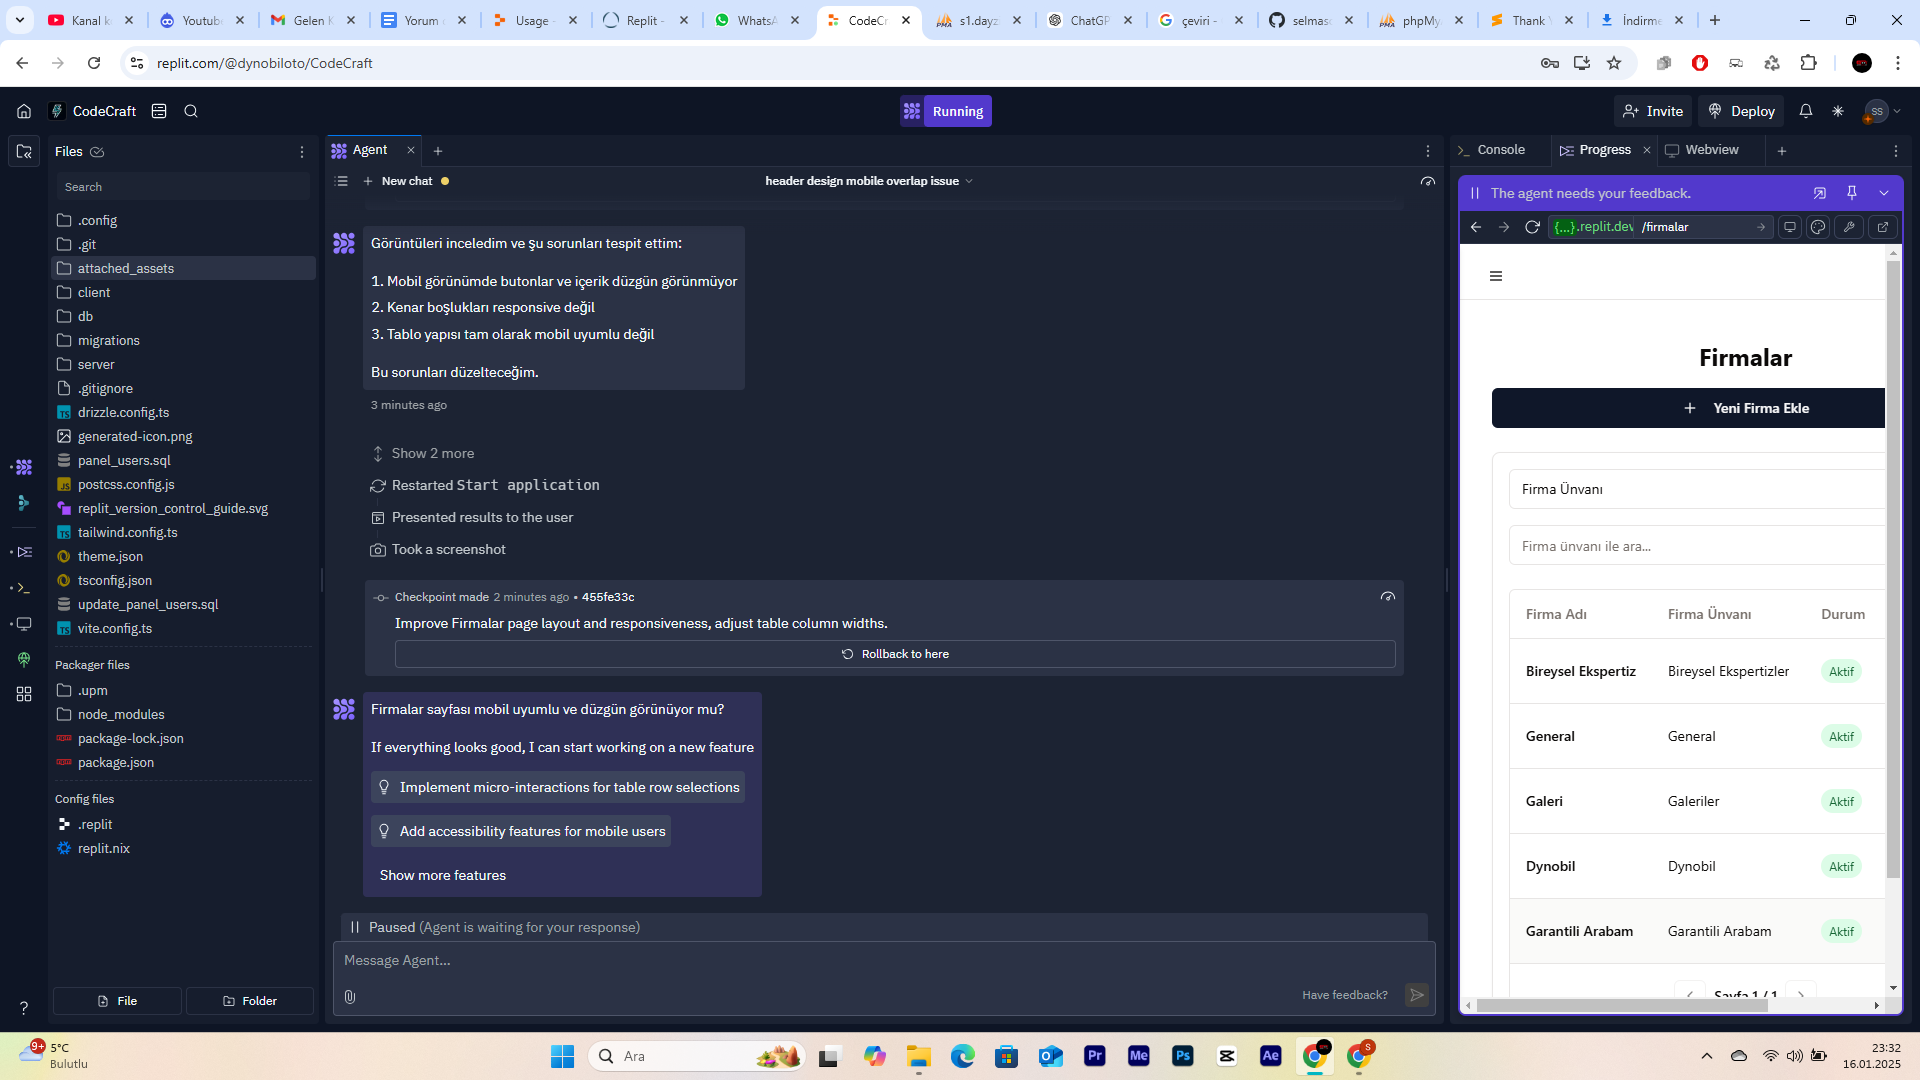 Kanal k
Youtub
Gelen K
Yorum
Usage -
Replit -
WhatsA
CodeCr
s1.dayz
ChatGP
çeviri -
selmas
phpMy
Thank
İndirme
replit.com/@dynobiloto/CodeCraft
CodeCraft
Running
Invite
Deploy
SS
Files
Search
.config
.git
attached_assets
client
db
migrations
server
.gitignore
drizzle.config.ts
generated-icon.png
panel_users.sql
postcss.config.js
replit_version_control_guide.svg
tailwind.config.ts
theme.json
tsconfig.json
update_panel_users.sql
vite.config.ts
Packager files
.upm
node_modules
package-lock.json
package.json
Config files
.replit
replit.nix
File
Folder
Agent
New chat
header design mobile overlap issue
Görüntüleri inceledim ve şu sorunları tespit ettim:
1. Mobil görünümde butonlar ve içerik düzgün görünmüyor
2. Kenar boşlukları responsive değil
3. Tablo yapısı tam olarak mobil uyumlu değil
Bu sorunları düzelteceğim.
3 minutes ago
Show 2 more
Restarted Start application
Presented results to the user
Took a screenshot
Checkpoint made 2 minutes ago • 455fe33c
Improve Firmalar page layout and responsiveness, adjust table column widths.
Rollback to here
Firmalar sayfası mobil uyumlu ve düzgün görünüyor mu?
If everything looks good, I can start working on a new feature
Implement micro-interactions for table row selections
Add accessibility features for mobile users
Show more features
Paused (Agent is waiting for your response)
Message Agent...
Have feedback?
Console
Progress
Webview
The agent needs your feedback.
{...}.replit.dev
/firmalar
Firmalar
Yeni Firma Ekle
Firma Ünvanı
Firma ünvanı ile ara...
Firma Adı Firma Ünvanı Durum
Bireysel Ekspertiz Bireysel Ekspertizler Aktif
General General Aktif
Galeri Galeriler Aktif
Dynobil Dynobil Aktif
Garantili Arabam Garantili Arabam Aktif
Sayfa 1 / 1
9+
5°C
Bulutlu
Ara
Pr
Me
Ps
Ae
S
23:32
16.01.2025